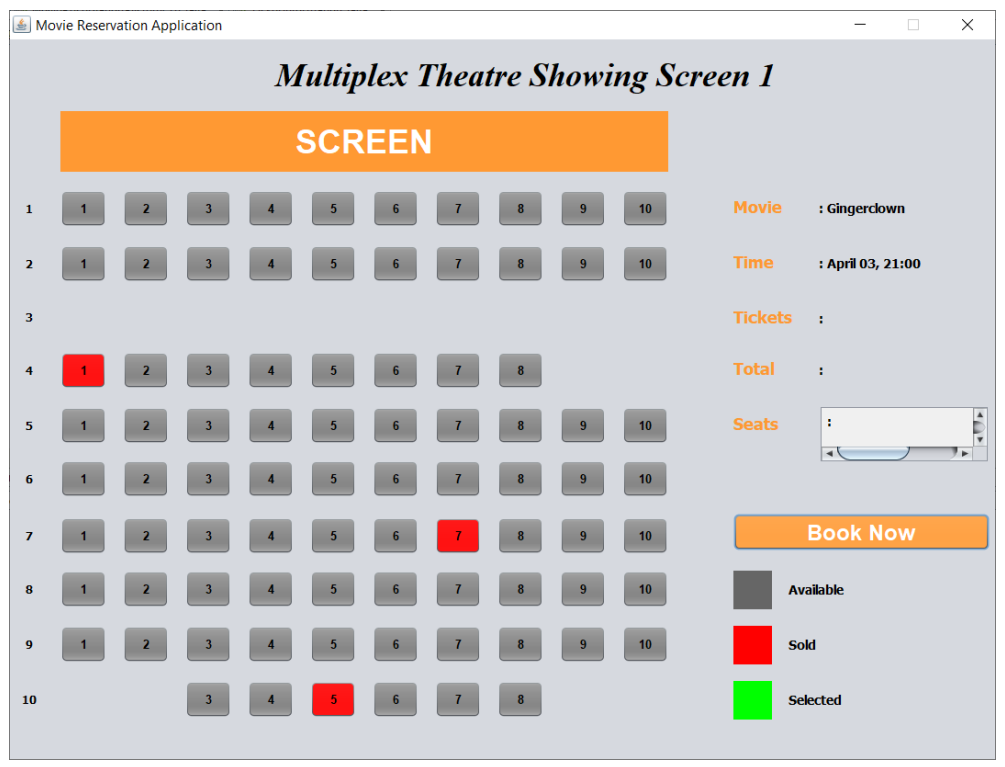 Movie Reservation Application
Multiplex Theatre Showing Screen 1
SCREEN
1 1 2 3 4 5 6 7 8 9 10 Movie : Gingerclown
2 1 2 3 4 5 6 7 8 9 10 Time : April 03, 21:00
3 Tickets :
4 1 2 3 4 5 6 7 8 Total :
5 1 2 3 4 5 6 7 8 9 10 Seats :
6 1 2 3 4 5 6 7 8 9 10
7 1 2 3 4 5 6 7 8 9 10 Book Now
8 1 2 3 4 5 6 7 8 9 10 Available
9 1 2 3 4 5 6 7 8 9 10 Sold
10 3 4 5 6 7 8 Selected